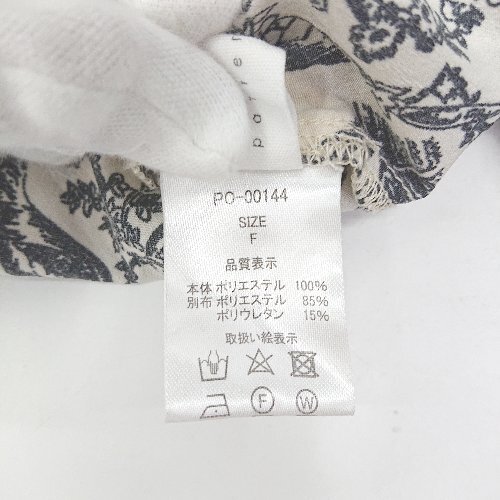 patter
PO-00144
SIZE
F
品質表示
本体 ポリエステル 100%
別布 ポリエステル 85%
ポリウレタン 15%
取扱い絵表示
F
W